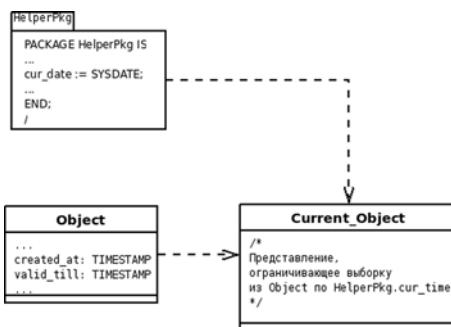 HelperPkg
PACKAGE HelperPkg IS
...
cur_date := SYSDATE;
...
END;
/
Object
...
created_at: TIMESTAMP
valid_till: TIMESTAMP
...
Current_Object
/*
Представление,
ограничивающее выборку
из Object по HelperPkg.cur_time
*/